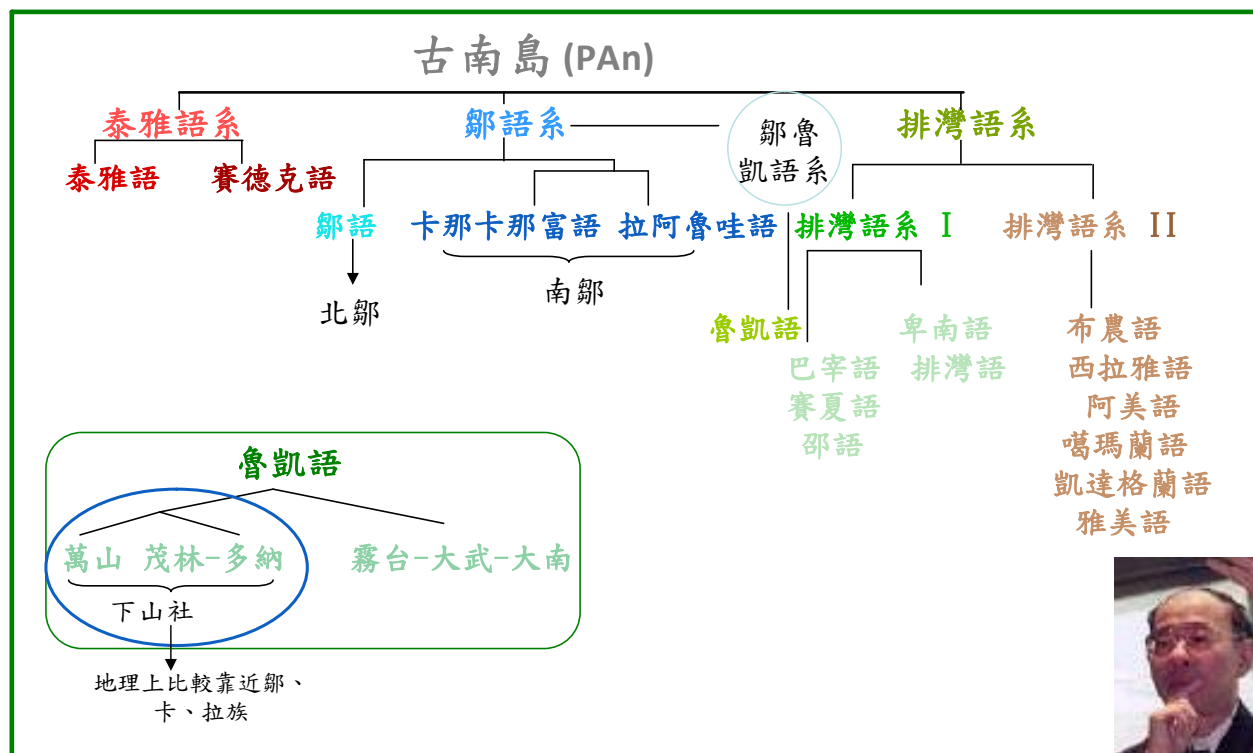 古南島 (PAn)
泰雅語系
鄒語系
鄒魯
凱語系
排灣語系
泰雅語
賽德克語
鄒語
卡那卡那富語
拉阿魯哇語
排灣語系 I
排灣語系 II
北鄒
南鄒
魯凱語
卑南語
布農語
巴宰語
排灣語
西拉雅語
賽夏語
阿美語
邵語
噶瑪蘭語
凱達格蘭語
雅美語
魯凱語
萬山
茂林-多納
霧台-大武-大南
下山社
地理上比較靠近鄒、
卡、拉族